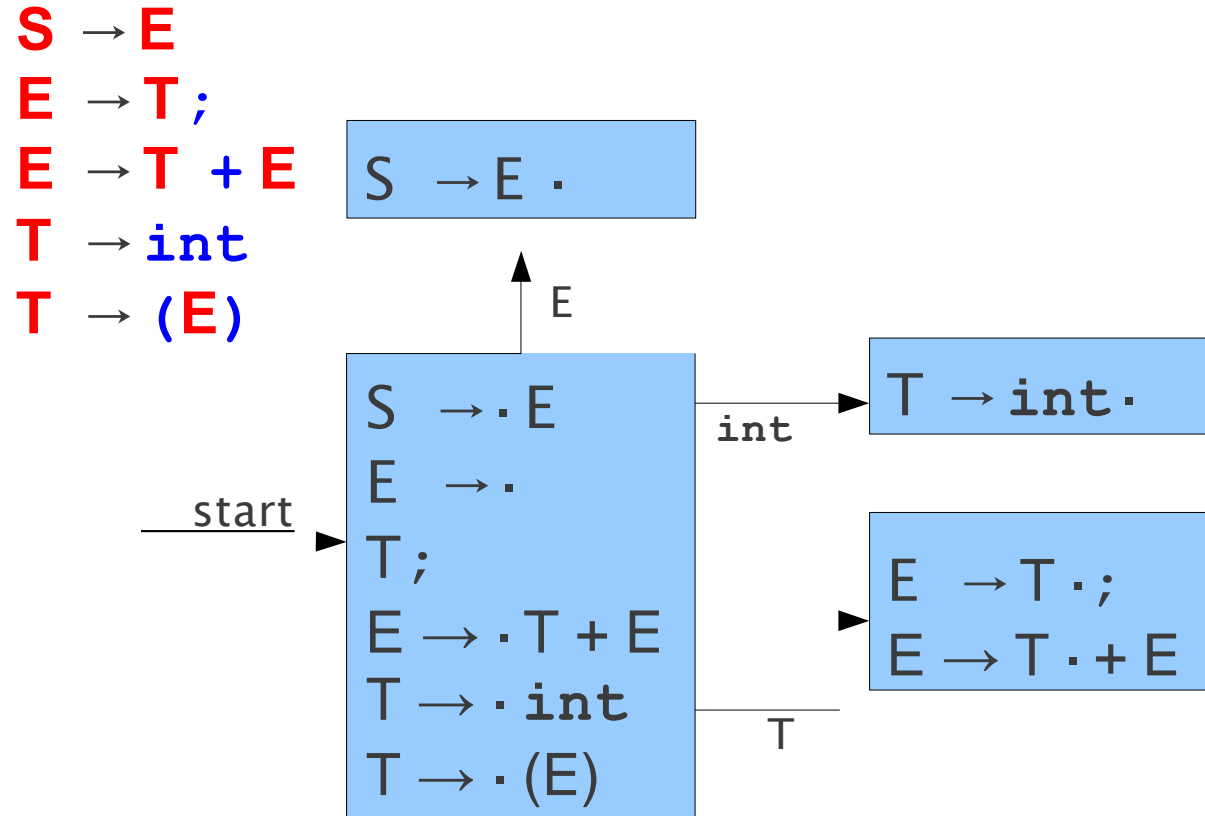 S → E
E → T ;
E → T + E
T → int
T → (E)
S → E ·
E
S → · E
E → ·
T ;
E → · T + E
T → · int
T → · (E)
start
int
T → int ·
E → T · ;
E → T · + E
T